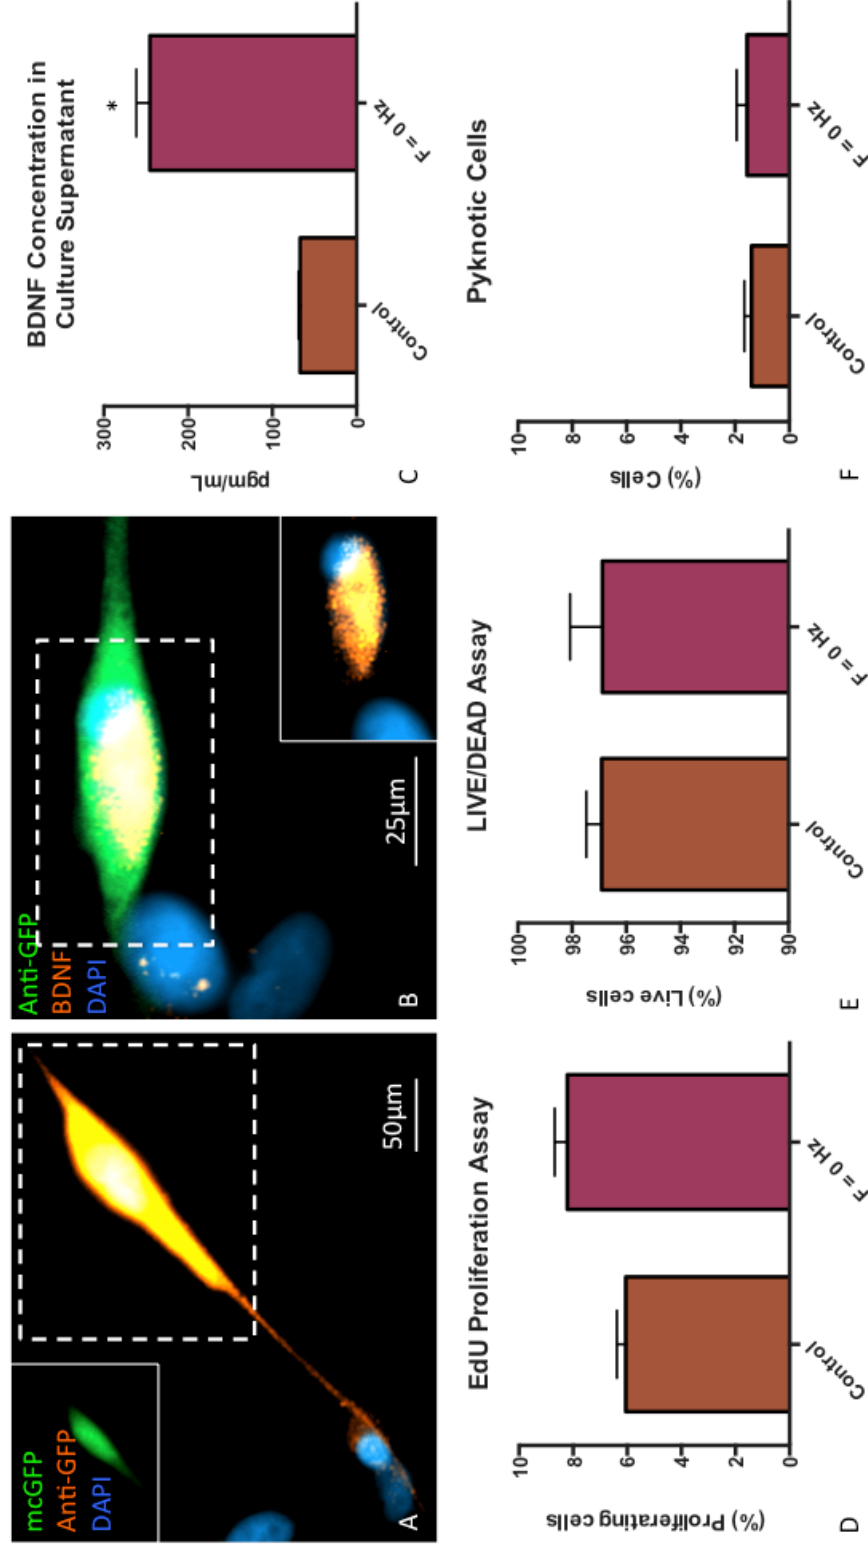 mcGFP
Anti-GFP
DAPI
50µm
A
Anti-GFP
BDNF
DAPI
25µm
B
BDNF Concentration in
Culture Supernatant
pgm/mL
300
200
100
0
Control
F = 0 Hz
*
C
EdU Proliferation Assay
(%) Proliferating cells
10
8
6
4
2
0
Control
F = 0 Hz
D
LIVE/DEAD Assay
(%) Live cells
100
98
96
94
92
90
Control
F = 0 Hz
E
Pyknotic Cells
(%) Cells
10
8
6
4
2
0
Control
F = 0 Hz
F